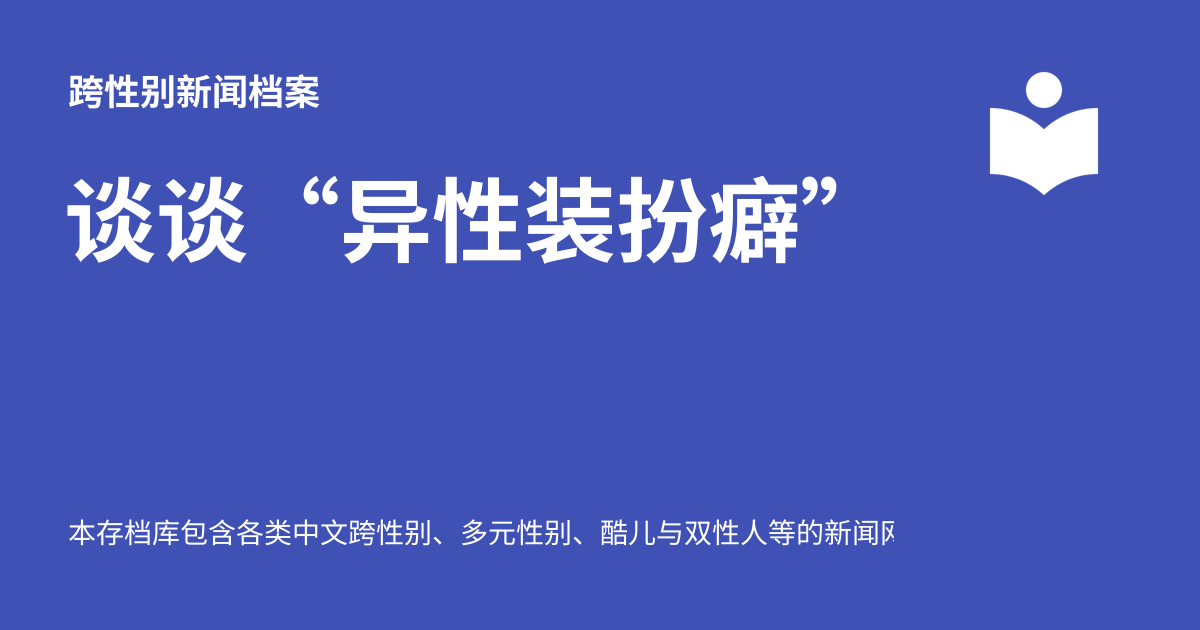 跨性别新闻档案
谈谈“异性装扮癖”
本存档库包含各类中文跨性别、多元性别、酷儿与双性人等的新闻网